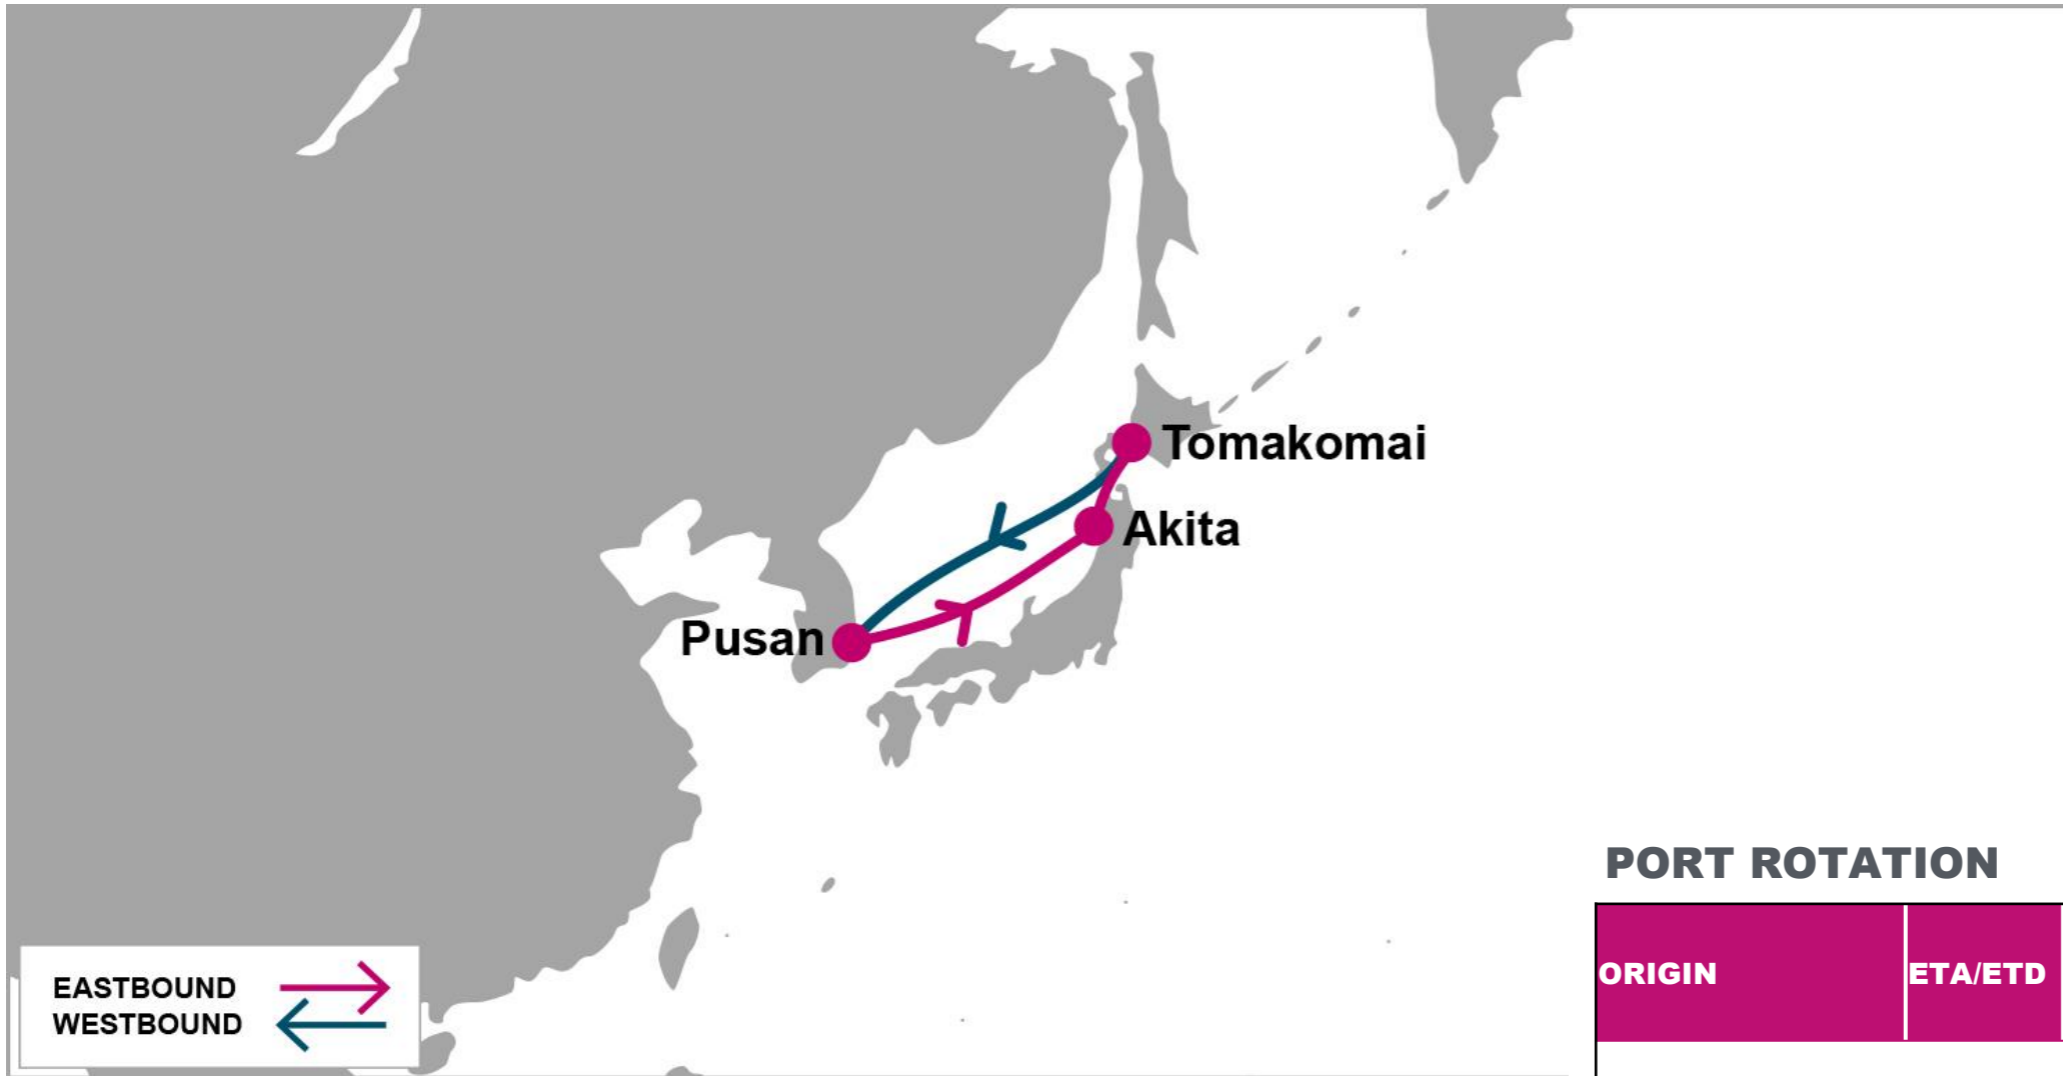 Tomakomai
Akita
Pusan
PORT ROTATION
ORIGIN ETA/ETD
EASTBOUND
WESTBOUND